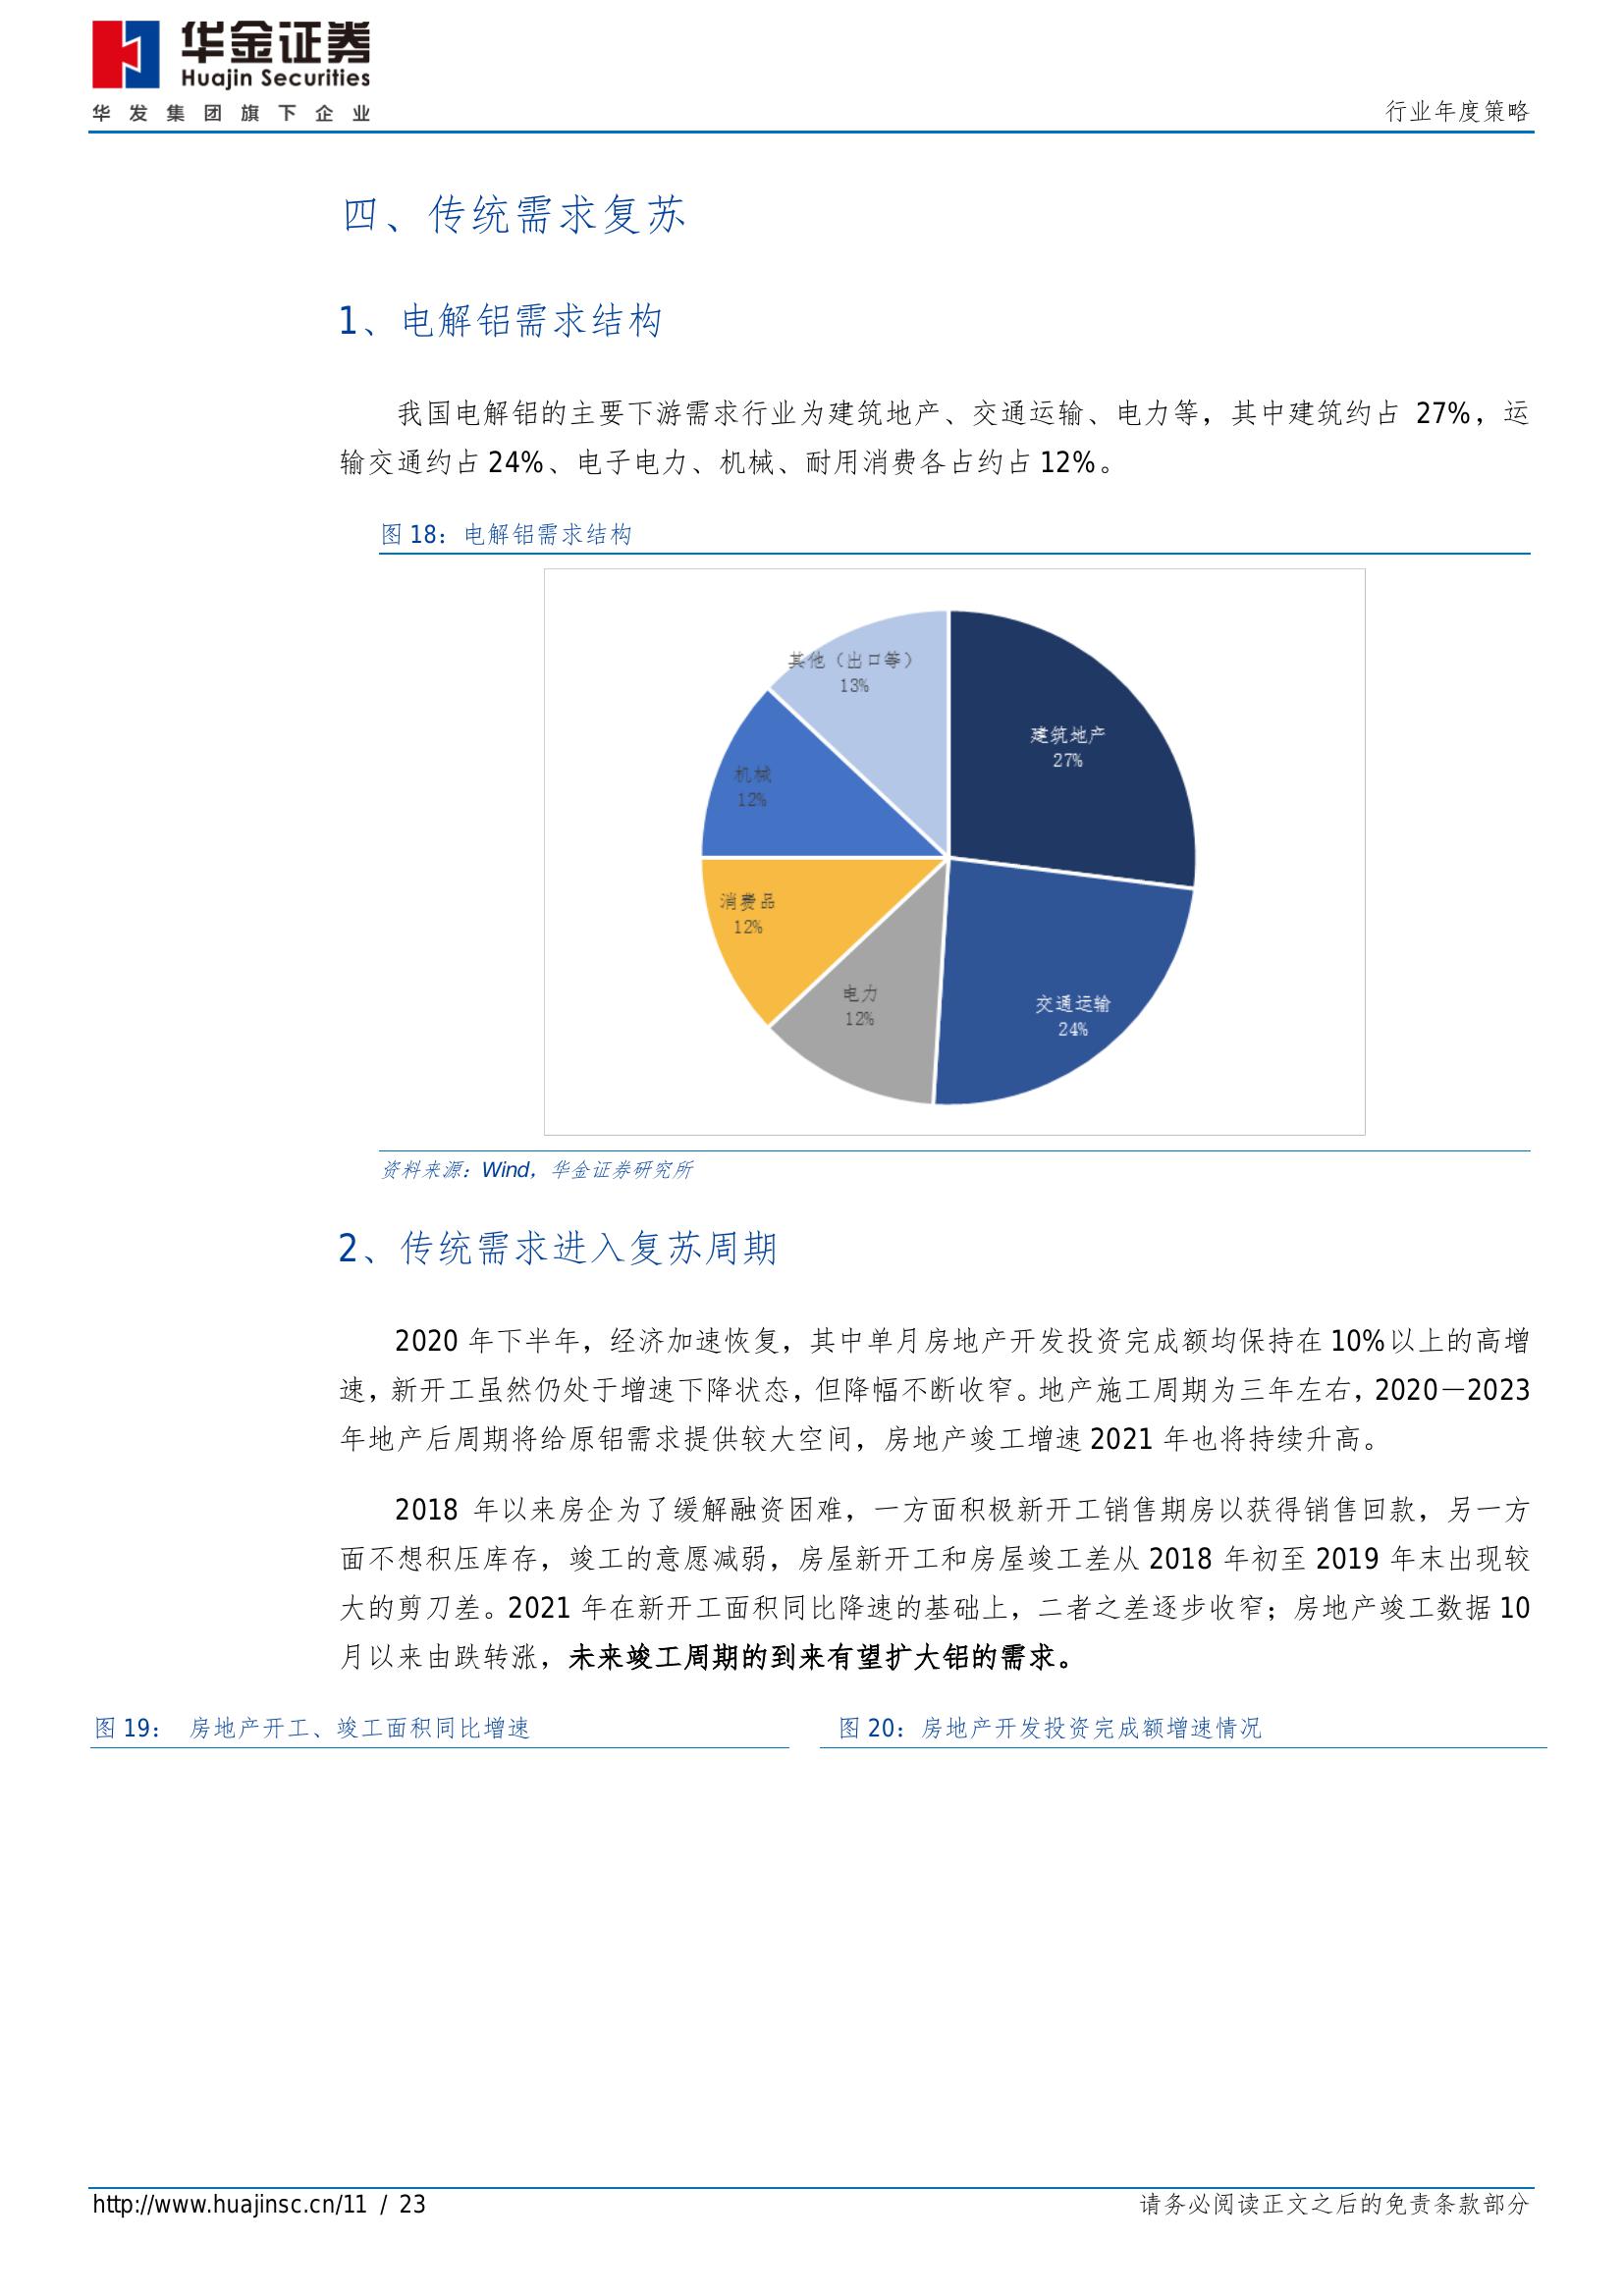 华金证券
Huajin Securities
华发集团旗下企业
行业年度策略
四、传统需求复苏
1、电解铝需求结构
我国电解铝的主要下游需求行业为建筑地产、交通运输、电力等，其中建筑约占 27%，运
输交通约占 24%、电子电力、机械、耐用消费各占约占 12%。
图 18：电解铝需求结构
其他（出口等）
13%
建筑地产
27%
机械
12%
消费品
12%
电力
12%
交通运输
24%
资料来源：Wind，华金证券研究所
2、传统需求进入复苏周期
2020 年下半年，经济加速恢复，其中单月房地产开发投资完成额均保持在 10%以上的高增
速，新开工虽然仍处于增速下降状态，但降幅不断收窄。地产施工周期为三年左右，2020—2023
年地产后周期将给原铝需求提供较大空间，房地产竣工增速 2021 年也将持续升高。
2018 年以来房企为了缓解融资困难，一方面积极新开工销售期房以获得销售回款，另一方
面不想积压库存，竣工的意愿减弱，房屋新开工和房屋竣工差从 2018 年初至 2019 年末出现较
大的剪刀差。2021 年在新开工面积同比降速的基础上，二者之差逐步收窄；房地产竣工数据 10
月以来由跌转涨，未来竣工周期的到来有望扩大铝的需求。
图 19： 房地产开工、竣工面积同比增速
图 20：房地产开发投资完成额增速情况
http://www.huajinsc.cn/11 / 23
请务必阅读正文之后的免责条款部分